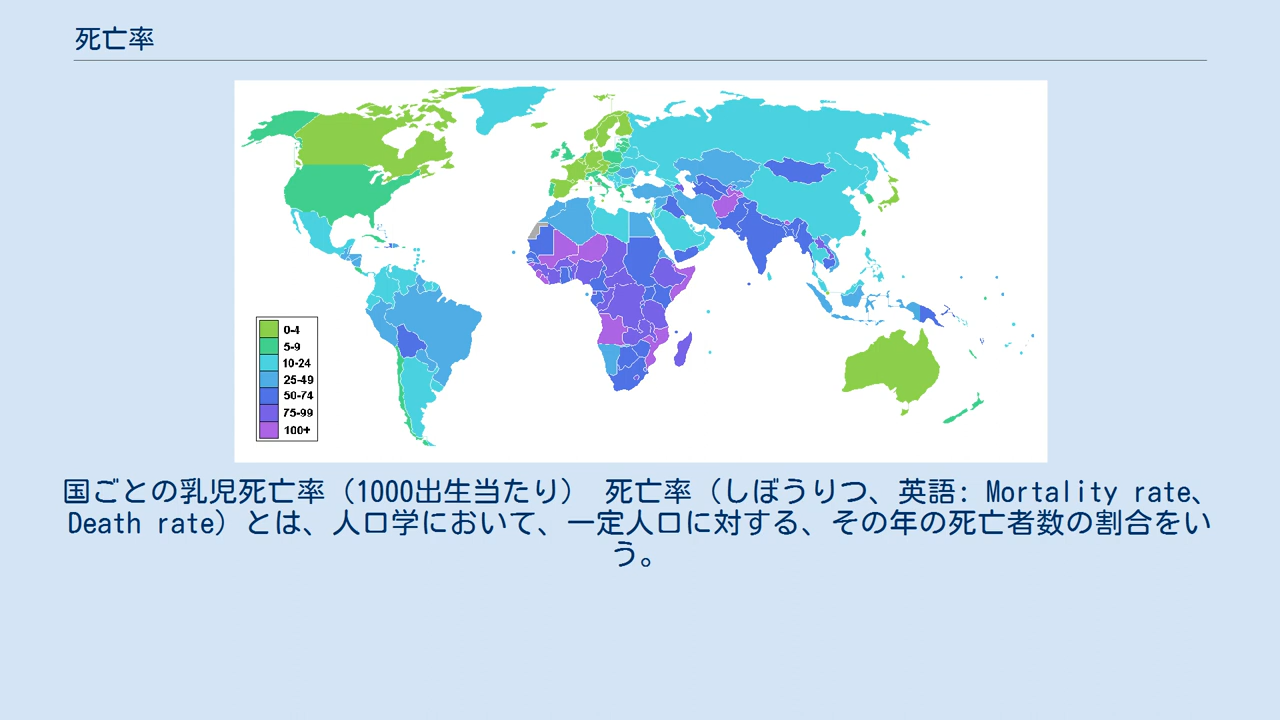 死亡率
0-4
5-9
10-24
25-49
50-74
75-99
100+
国ごとの乳児死亡率（1000出生当たり） 死亡率（しぼうりつ、英語: Mortality rate、
Death rate）とは、人口学において、一定人口に対する、その年の死亡者数の割合をい
う。